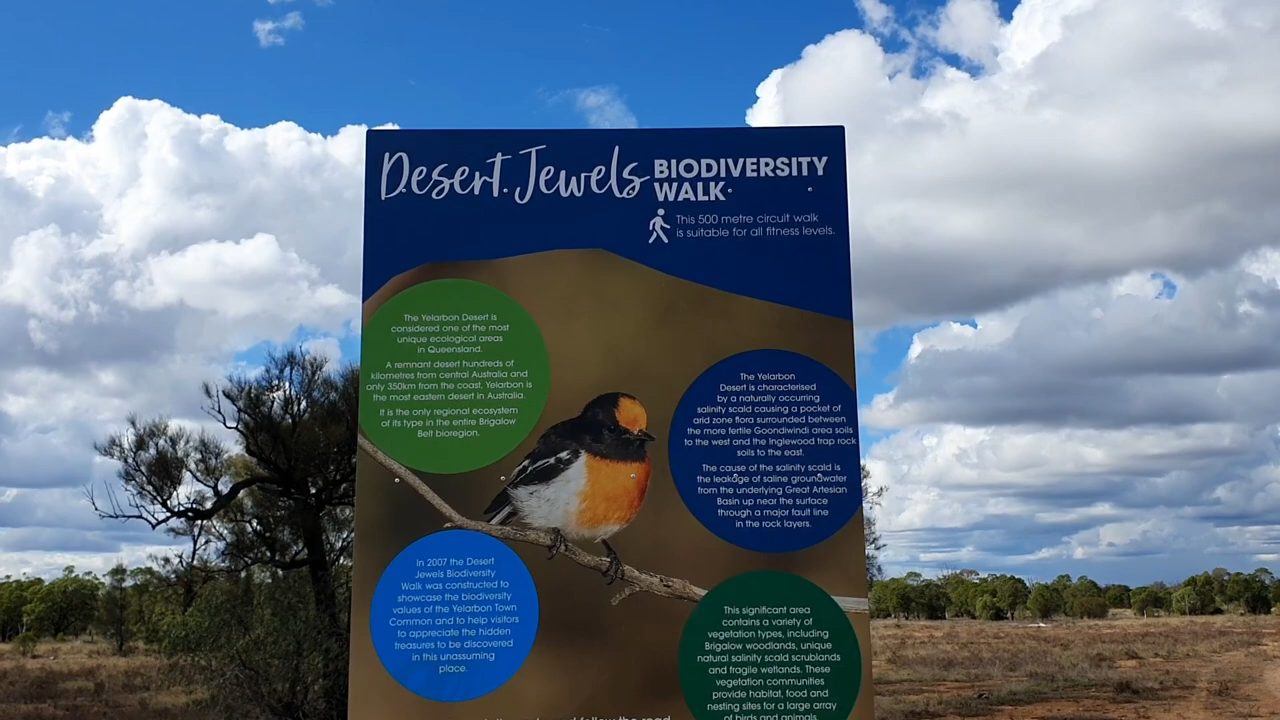 Desert Jewels BIODIVERSITY
WALK
This 500 metre circuit walk
is suitable for all fitness levels.
The Yelarbon Desert is
considered one of the most
unique ecological areas
in Queensland.
A remnant desert hundreds of
kilometres from central Australia and
only 350km from the coast, Yelarbon is
the most eastern desert in Australia.
It is the only regional ecosystem
of its type in the entire Brigalow
Belt bioregion.
The Yelarbon
Desert is characterised
by a naturally occurring
salinity scald causing a pocket of
arid zone flora surrounded between
the more fertile Goondiwindi area soils
to the west and the Inglewood trap rock
soils to the east.
The cause of the salinity scald is
the leakage of saline groundwater
from the underlying Great Artesian
Basin up near the surface
through a major fault line
in the rock layers.
In 2007 the Desert
Jewels Biodiversity
Walk was constructed to
showcase the biodiversity
values of the Yelarbon Town
Common and to help visitors
to appreciate the hidden
treasures to be discovered
in this unassuming
place.
This significant area
contains a variety of
vegetation types, including
Brigalow woodlands, unique
natural salinity scald scrublands
and fragile wetlands. These
vegetation communities
provide habitat, food and
nesting sites for a large array
of birds and animals.
follow the road